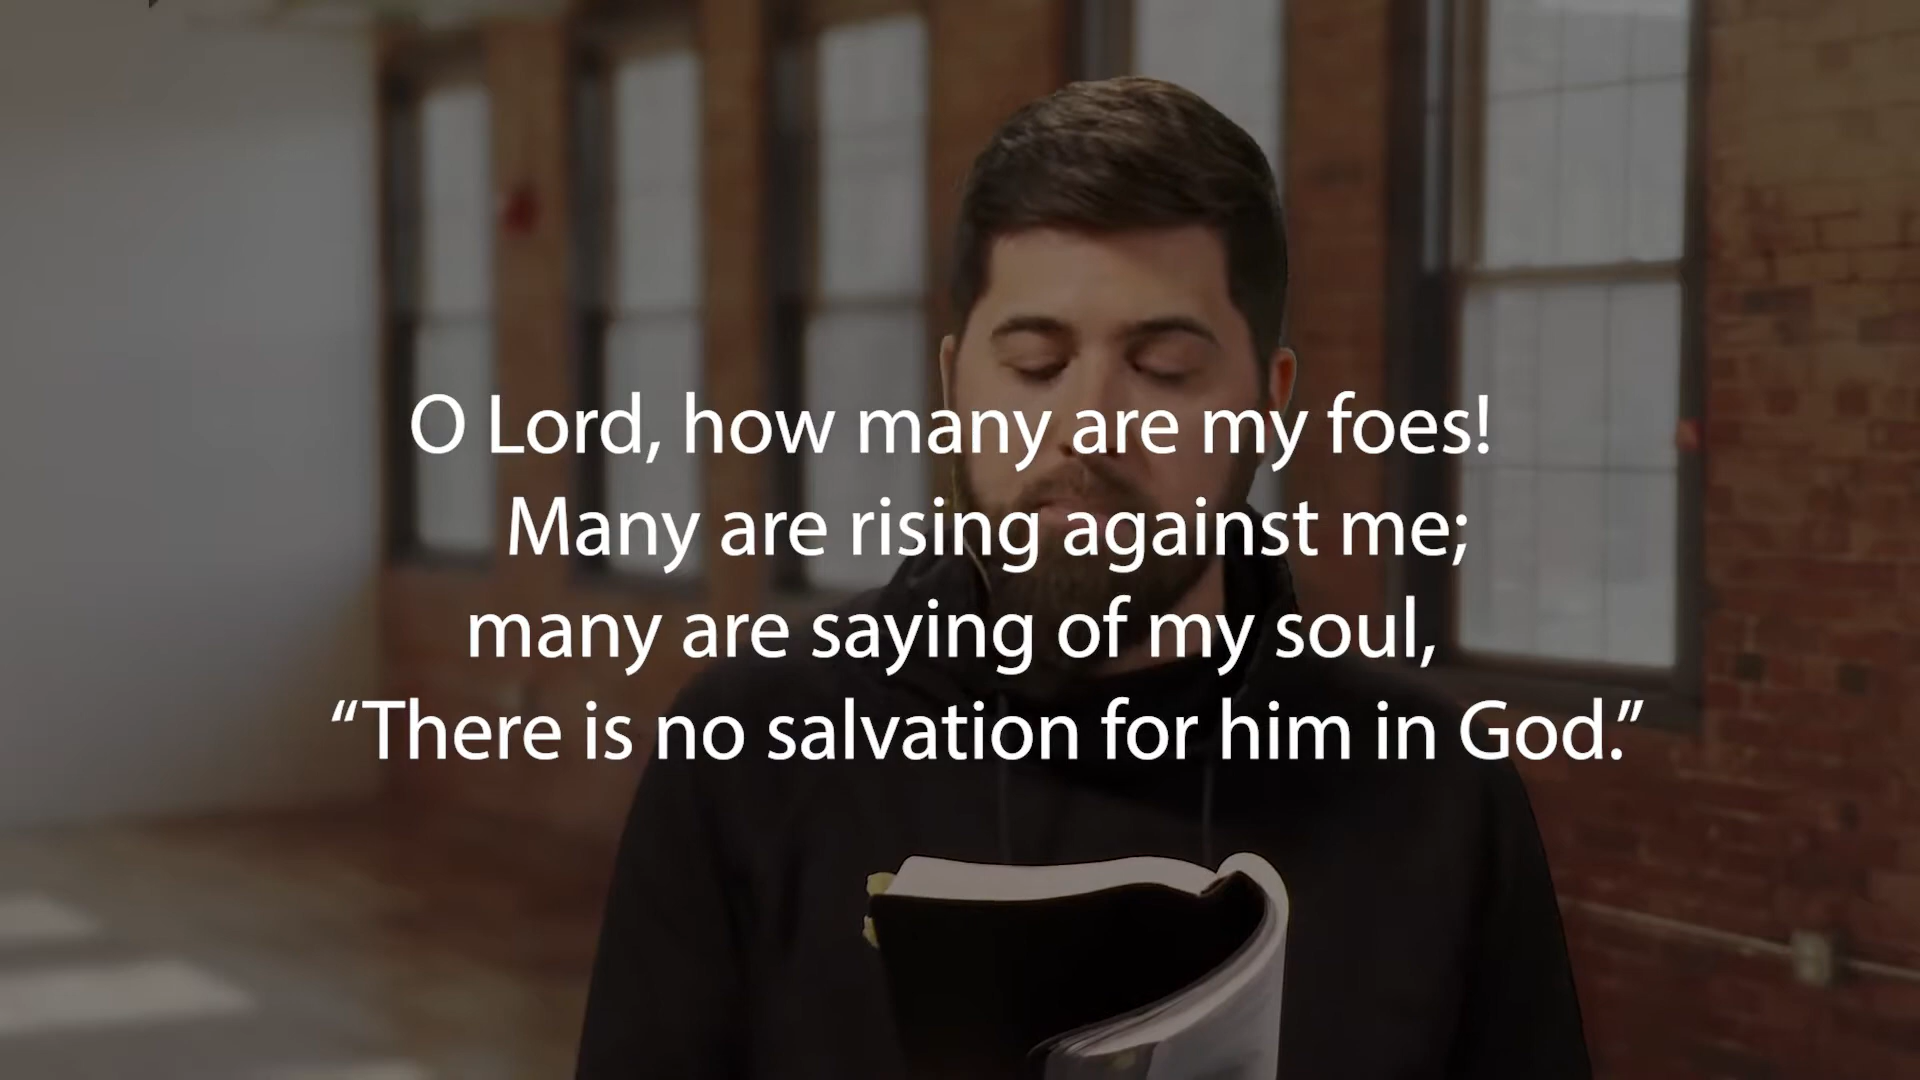 O Lord, how many are my foes!
Many are rising against me;
many are saying of my soul,
“There is no salvation for him in God.”